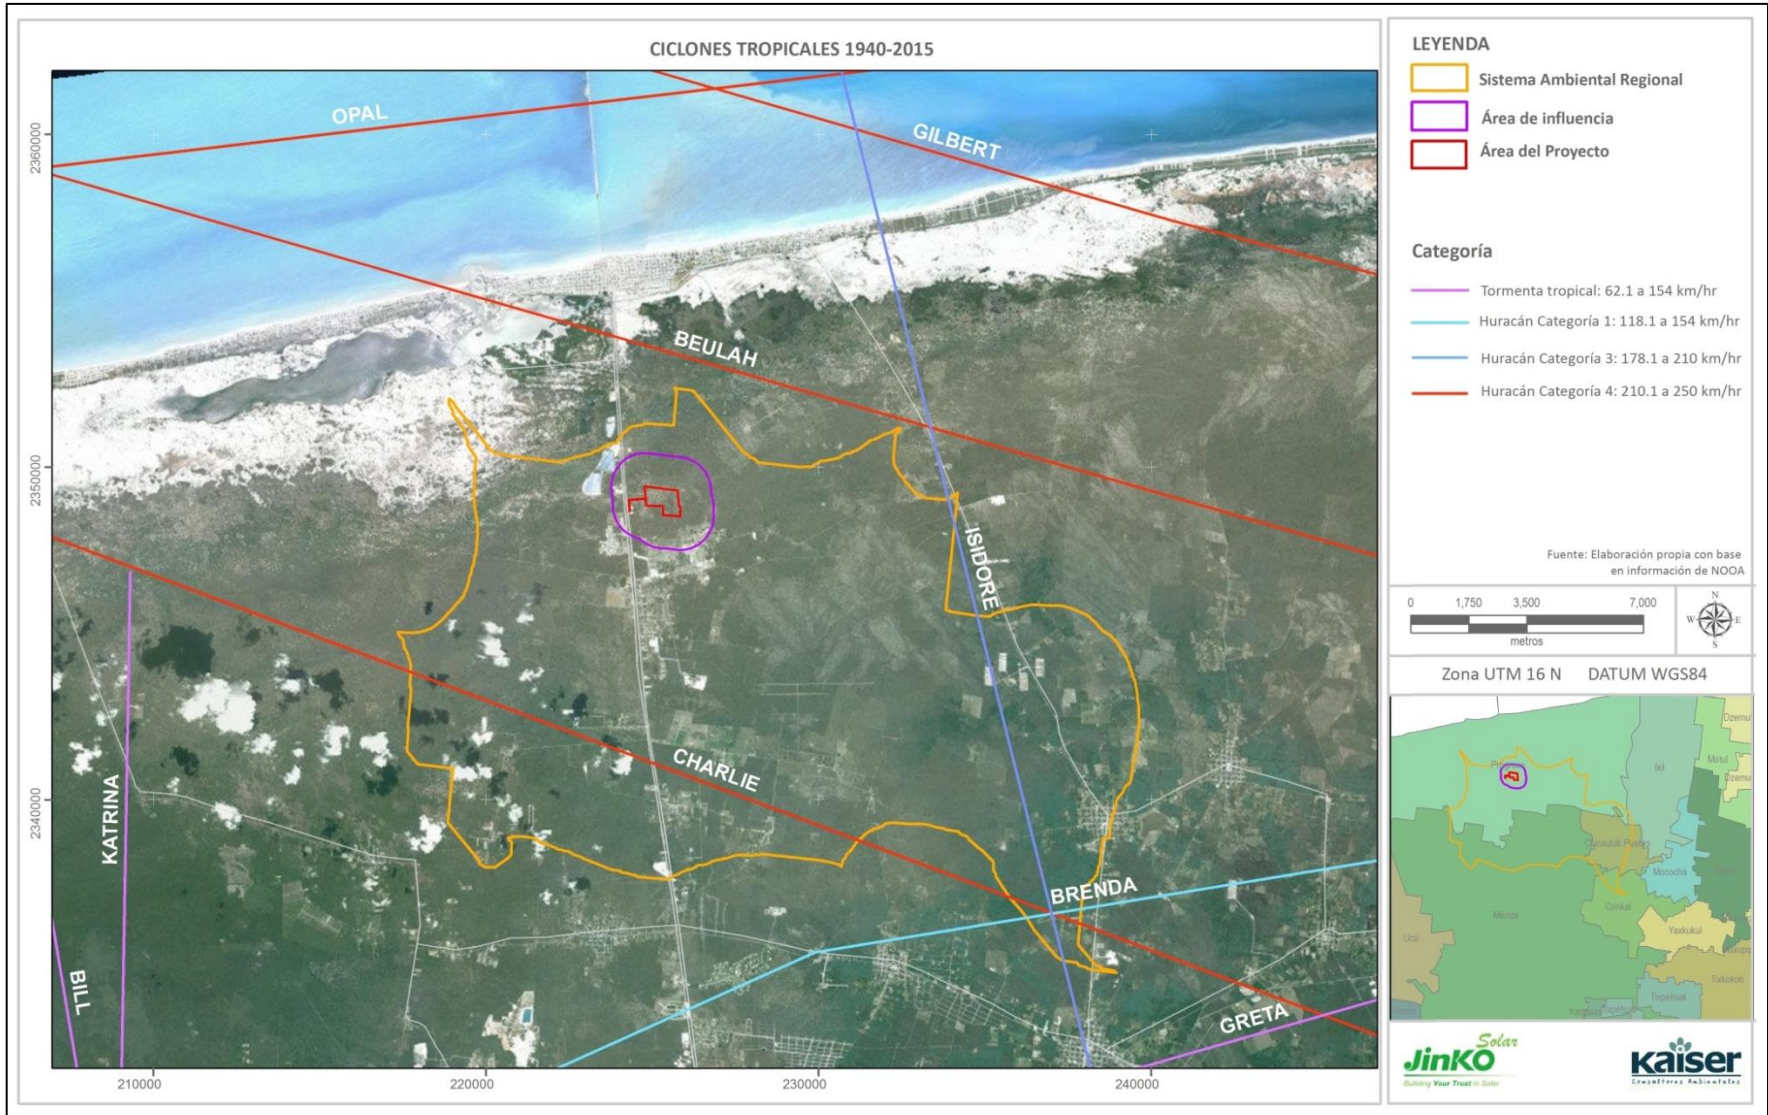 CICLONES TROPICALES 1940-2015
OPAL
GILBERT
BEULAH
ISIDORE
CHARLIE
KATRINA
BRENDA
BILL
GRETA
2360000
2350000
2340000
210000
220000
230000
240000
LEYENDA
Sistema Ambiental Regional
Área de influencia
Área del Proyecto
Categoría
Tormenta tropical: 62.1 a 154 km/hr
Huracán Categoría 1: 118.1 a 154 km/hr
Huracán Categoría 3: 178.1 a 210 km/hr
Huracán Categoría 4: 210.1 a 250 km/hr
Fuente: Elaboración propia con base
en información de NOOA
0 1,750 3,500 7,000
metros
N
W E
S
Zona UTM 16 N DATUM WGS84
Dzemul
Motul
Ixil
Dzemul
Chicxulub Pueblo
Mocochá
Conkal
Mérida
Yaxkukul
Ucú
Tixkokob
Tixpéhual
Solar
JinKO
Building Your Trust in Solar
Kaiser
Consultores Ambientales